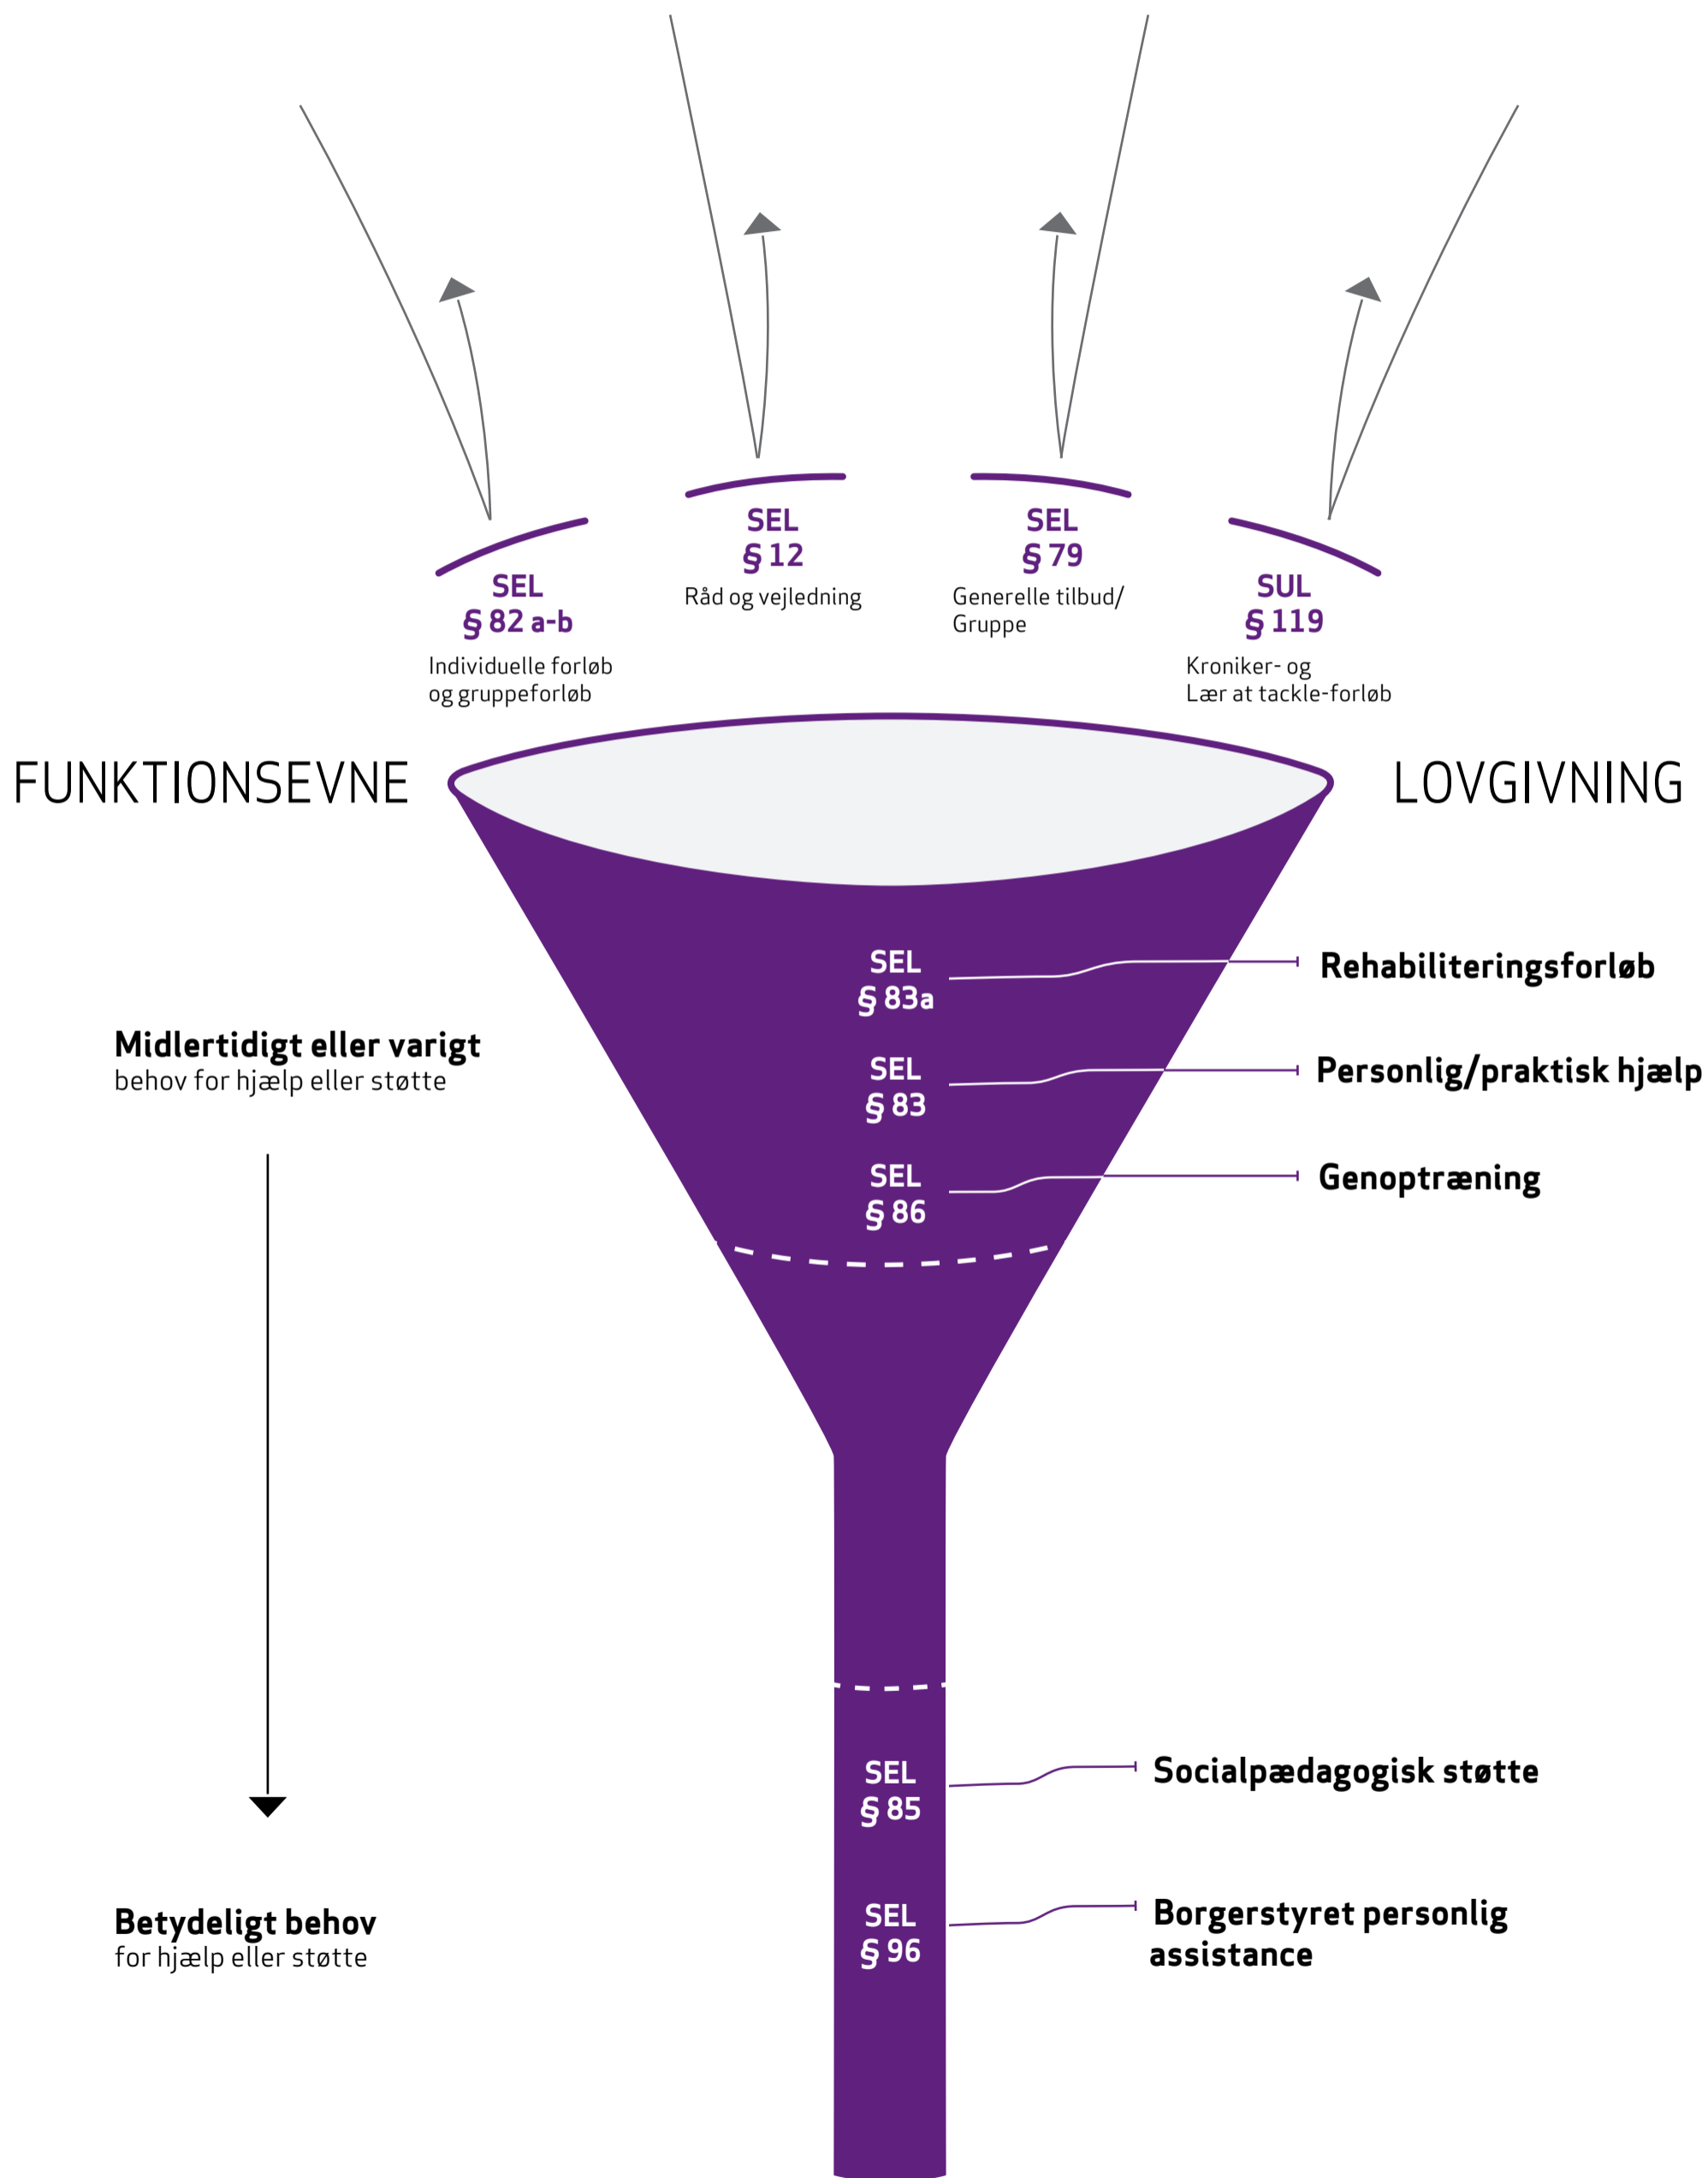 SEL
§ 12
Råd og vejledning
SEL
§ 79
Generelle tilbud/
Gruppe
SEL
§ 82 a-b
Individuelle forløb
og gruppeforløb
SUL
§ 119
Kroniker- og
Lær at tackle-forløb
FUNKTIONSEVNE
LOVGIVNING
SEL
§ 83a
Rehabiliteringsforløb
Midlertidigt eller varigt
behov for hjælp eller støtte
SEL
§ 83
Personlig/praktisk hjælp
SEL
§ 86
Genoptræning
SEL
§ 85
Socialpædagogisk støtte
Betydeligt behov
for hjælp eller støtte
SEL
§ 96
Borgerstyret personlig
assistance